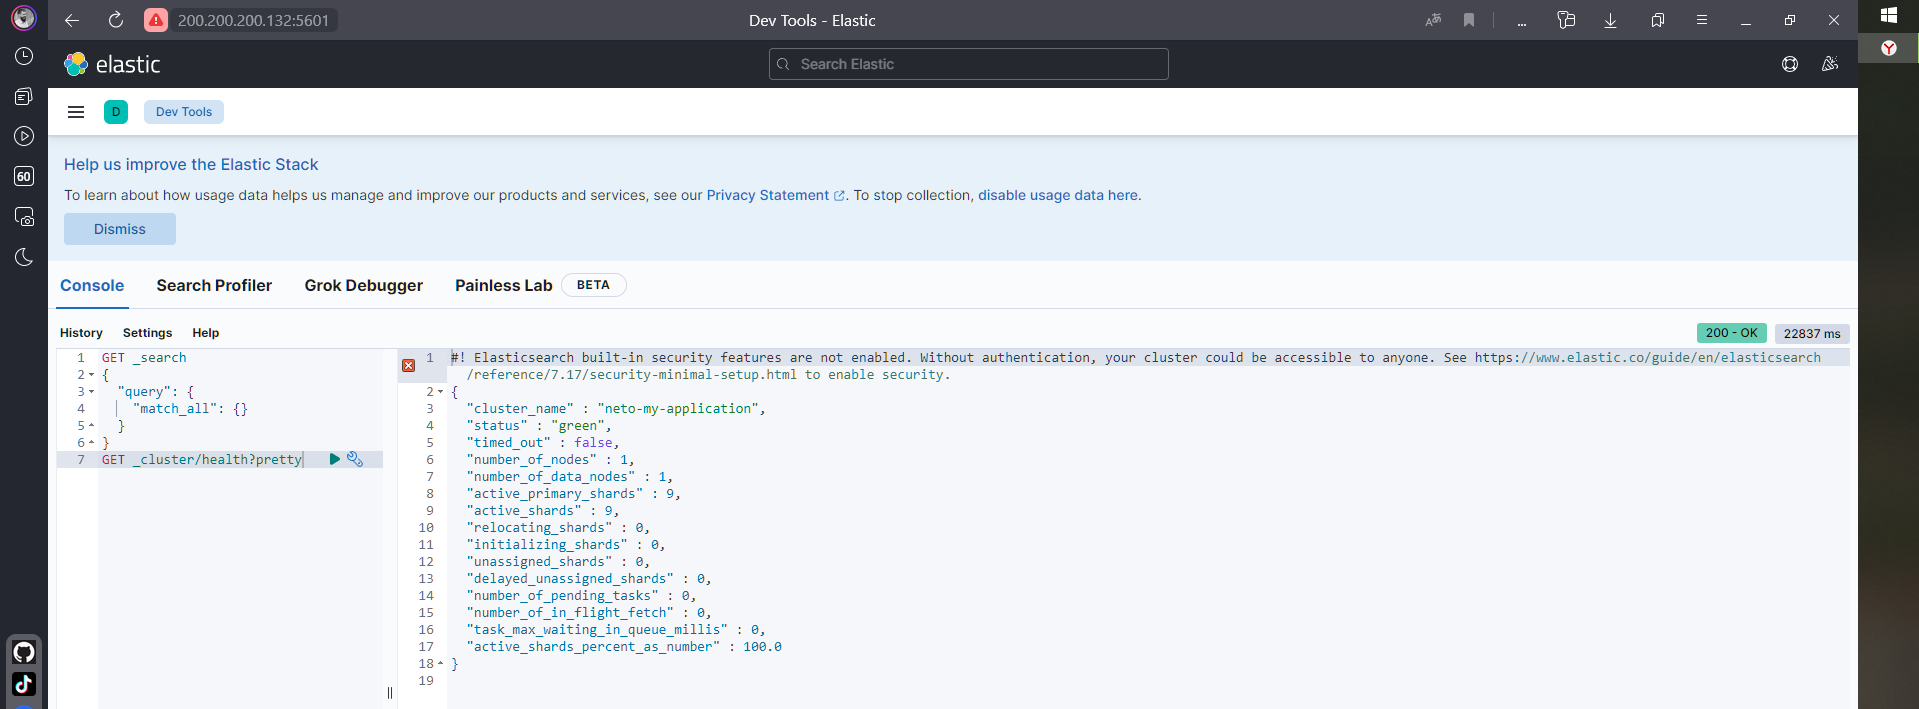 200.200.200.132:5601
Dev Tools - Elastic
...
elastic
Search Elastic
D
Dev Tools
Help us improve the Elastic Stack
To learn about how usage data helps us manage and improve our products and services, see our Privacy Statement. To stop collection, disable usage data here.
Dismiss
60
Console
Search Profiler
Grok Debugger
Painless Lab
BETA
History
Settings
Help
200 - OK
22837 ms
1 GET _search
2 {
3 "query": {
4 "match_all": {}
5 }
6 }
7 GET _cluster/health?pretty
1 #! Elasticsearch built-in security features are not enabled. Without authentication, your cluster could be accessible to anyone. See https://www.elastic.co/guide/en/elasticsearch
/reference/7.17/security-minimal-setup.html to enable security.
2 {
3 "cluster_name" : "neto-my-application",
4 "status" : "green",
5 "timed_out" : false,
6 "number_of_nodes" : 1,
7 "number_of_data_nodes" : 1,
8 "active_primary_shards" : 9,
9 "active_shards" : 9,
10 "relocating_shards" : 0,
11 "initializing_shards" : 0,
12 "unassigned_shards" : 0,
13 "delayed_unassigned_shards" : 0,
14 "number_of_pending_tasks" : 0,
15 "number_of_in_flight_fetch" : 0,
16 "task_max_waiting_in_queue_millis" : 0,
17 "active_shards_percent_as_number" : 100.0
18 }
19